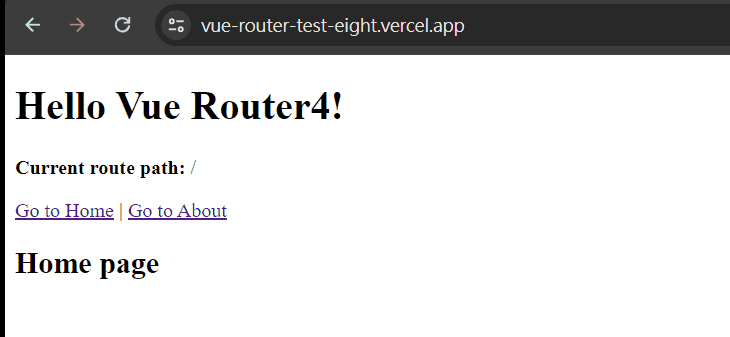 vue-router-test-eight.vercel.app
Hello Vue Router4!
Current route path: /
Go to Home | Go to About
Home page